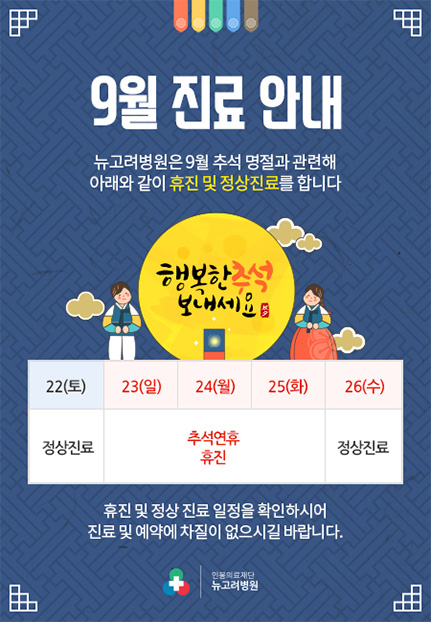 9월 진료 안내
뉴고려병원은 9월 추석 명절과 관련해
아래와 같이 휴진 및 정상진료를 합니다
행복한 추석
보내세요
22(토) 23(일) 24(월) 25(화) 26(수)
정상진료 추석연휴 휴진 정상진료
휴진 및 정상 진료 일정을 확인하시어
진료 및 예약에 차질이 없으시길 바랍니다.
인봉의료재단
뉴고려병원